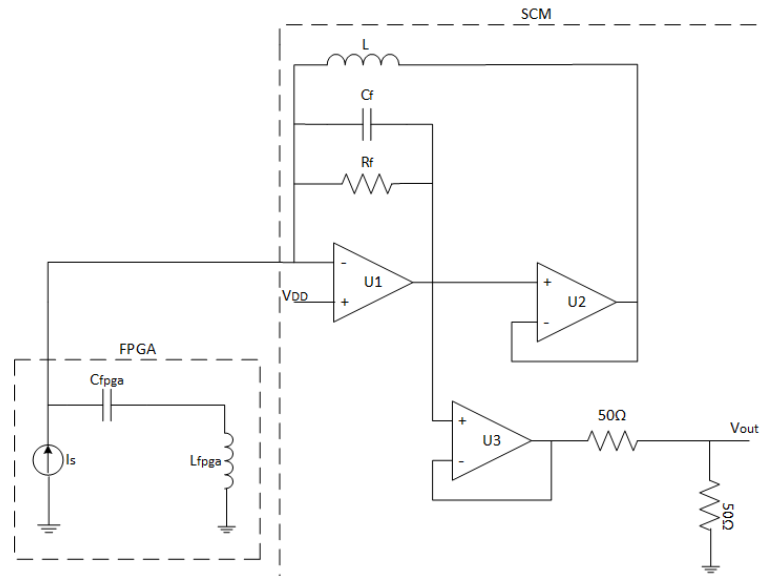 SCM
L
Cf
Rf
-
U1
+
VDD
+
U2
-
FPGA
Cfpga
Is
Lfpga
+
U3
-
50Ω
Vout
50Ω